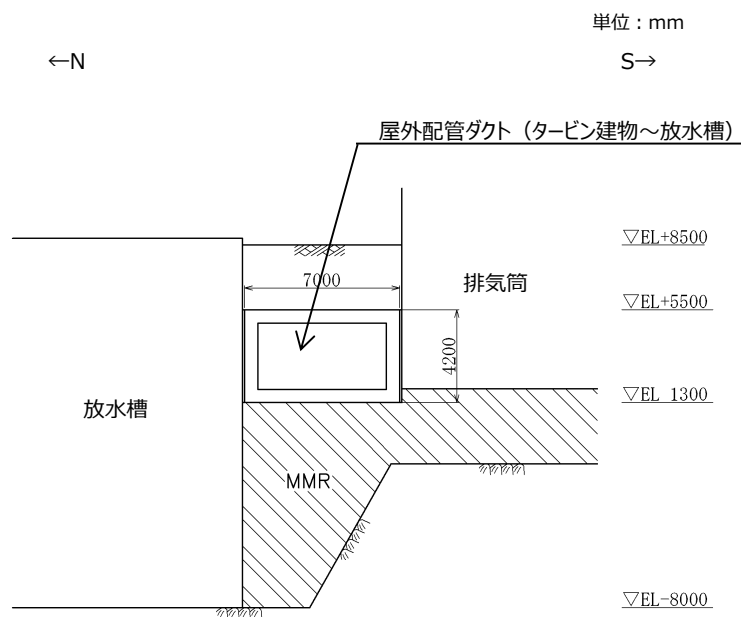 単位：mm
←N
S→
屋外配管ダクト（タービン建物～放水槽）
▽EL+8500
7000
排気筒
▽EL+5500
4200
放水槽
▽EL 1300
MMR
▽EL-8000